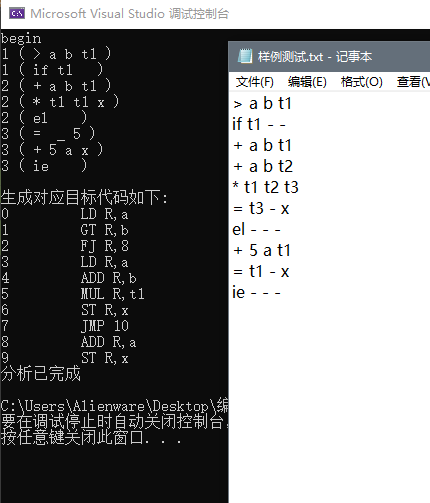 Microsoft Visual Studio 调试控制台
begin
1 ( > a b t1 )
1 ( if t1   )
2 ( + a b t1 )
2 ( * t1 t1 x )
2 ( el    )
3 ( =  _ 5 )
3 ( + 5 a x )
3 ( ie    )
生成对应目标代码如下:
0 LD R,a
1 GT R,b
2 FJ R,8
3 LD R,a
4 ADD R,b
5 MUL R,t1
6 ST R,x
7 JMP 10
8 ADD R,a
9 ST R,x
分析已完成
C:\Users\Alienware\Desktop\编
要在调试停止时自动关闭控制台,
按任意键关闭此窗口. . .
样例测试.txt - 记事本
文件(F) 编辑(E) 格式(O) 查看(V
> a b t1
if t1 - -
+ a b t1
+ a b t2
* t1 t2 t3
= t3 - x
el - - -
+ 5 a t1
= t1 - x
ie - - -